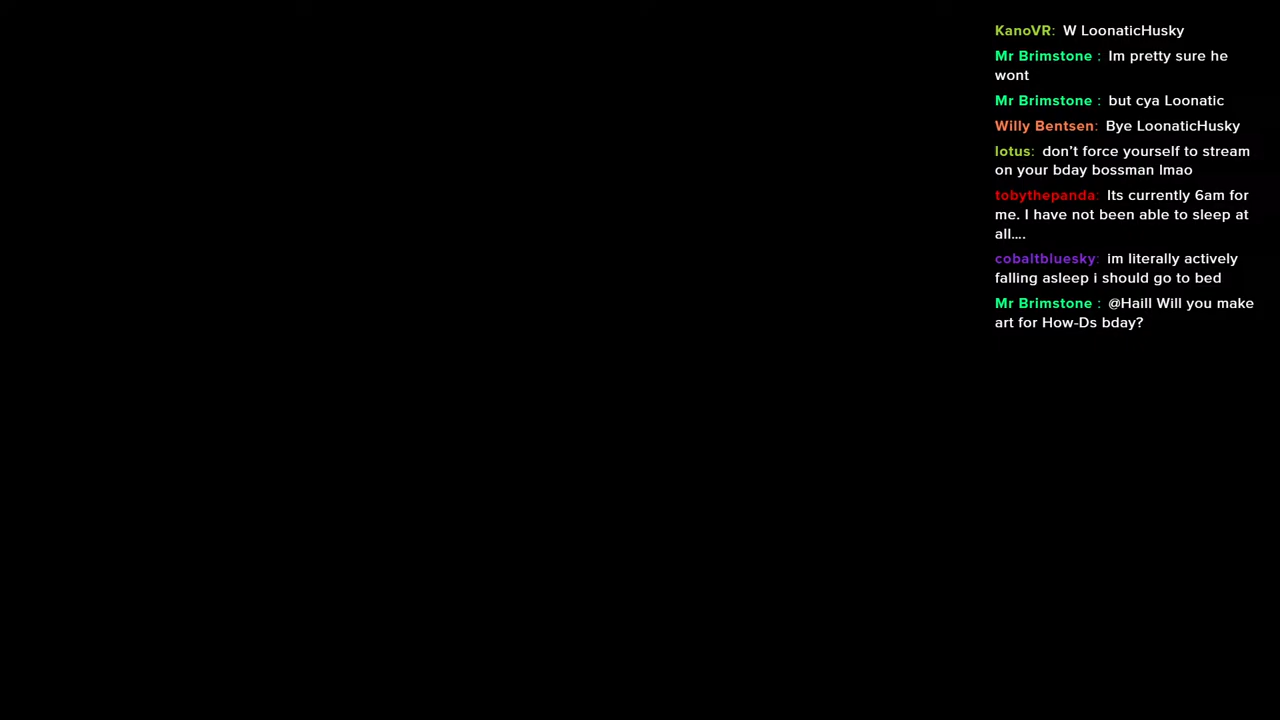 KanoVR: W LoonaticHusky
Mr Brimstone : Im pretty sure he
wont
Mr Brimstone : but cya Loonatic
Willy Bentsen: Bye LoonaticHusky
lotus: don’t force yourself to stream
on your bday bossman lmao
tobythepanda: Its currently 6am for
me. I have not been able to sleep at
all....
cobaltbluesky: im literally actively
falling asleep i should go to bed
Mr Brimstone : @Haill Will you make
art for How-Ds bday?